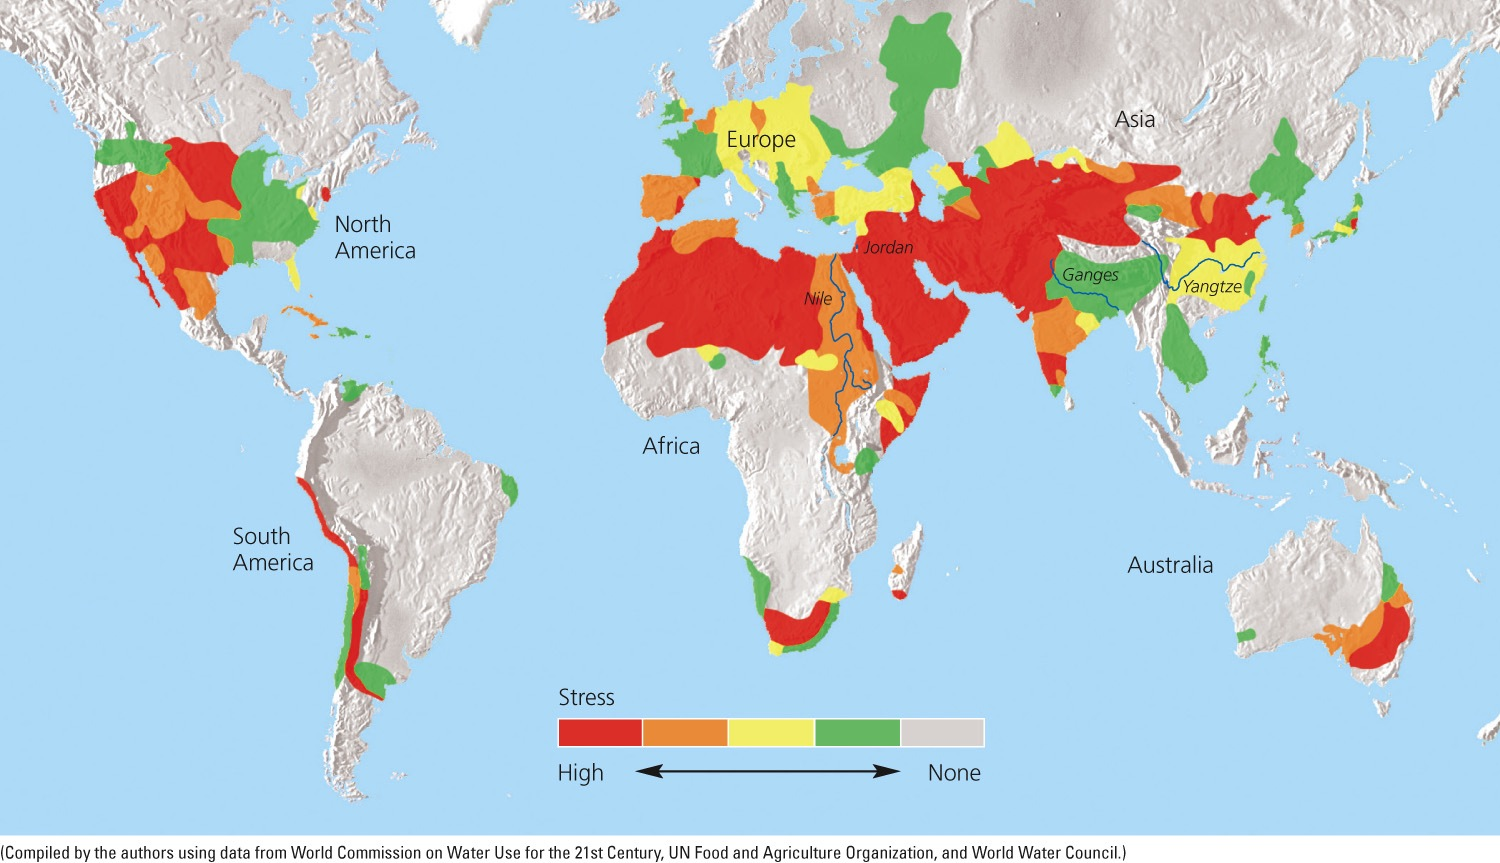 Asia
Europe
North
America
Jordan
Ganges
Nile
Yangtze
Africa
South
America
Australia
Stress
High
None
(Compiled by the authors using data from World Commission on Water Use for the 21st Century, UN Food and Agriculture Organization, and World Water Council.)